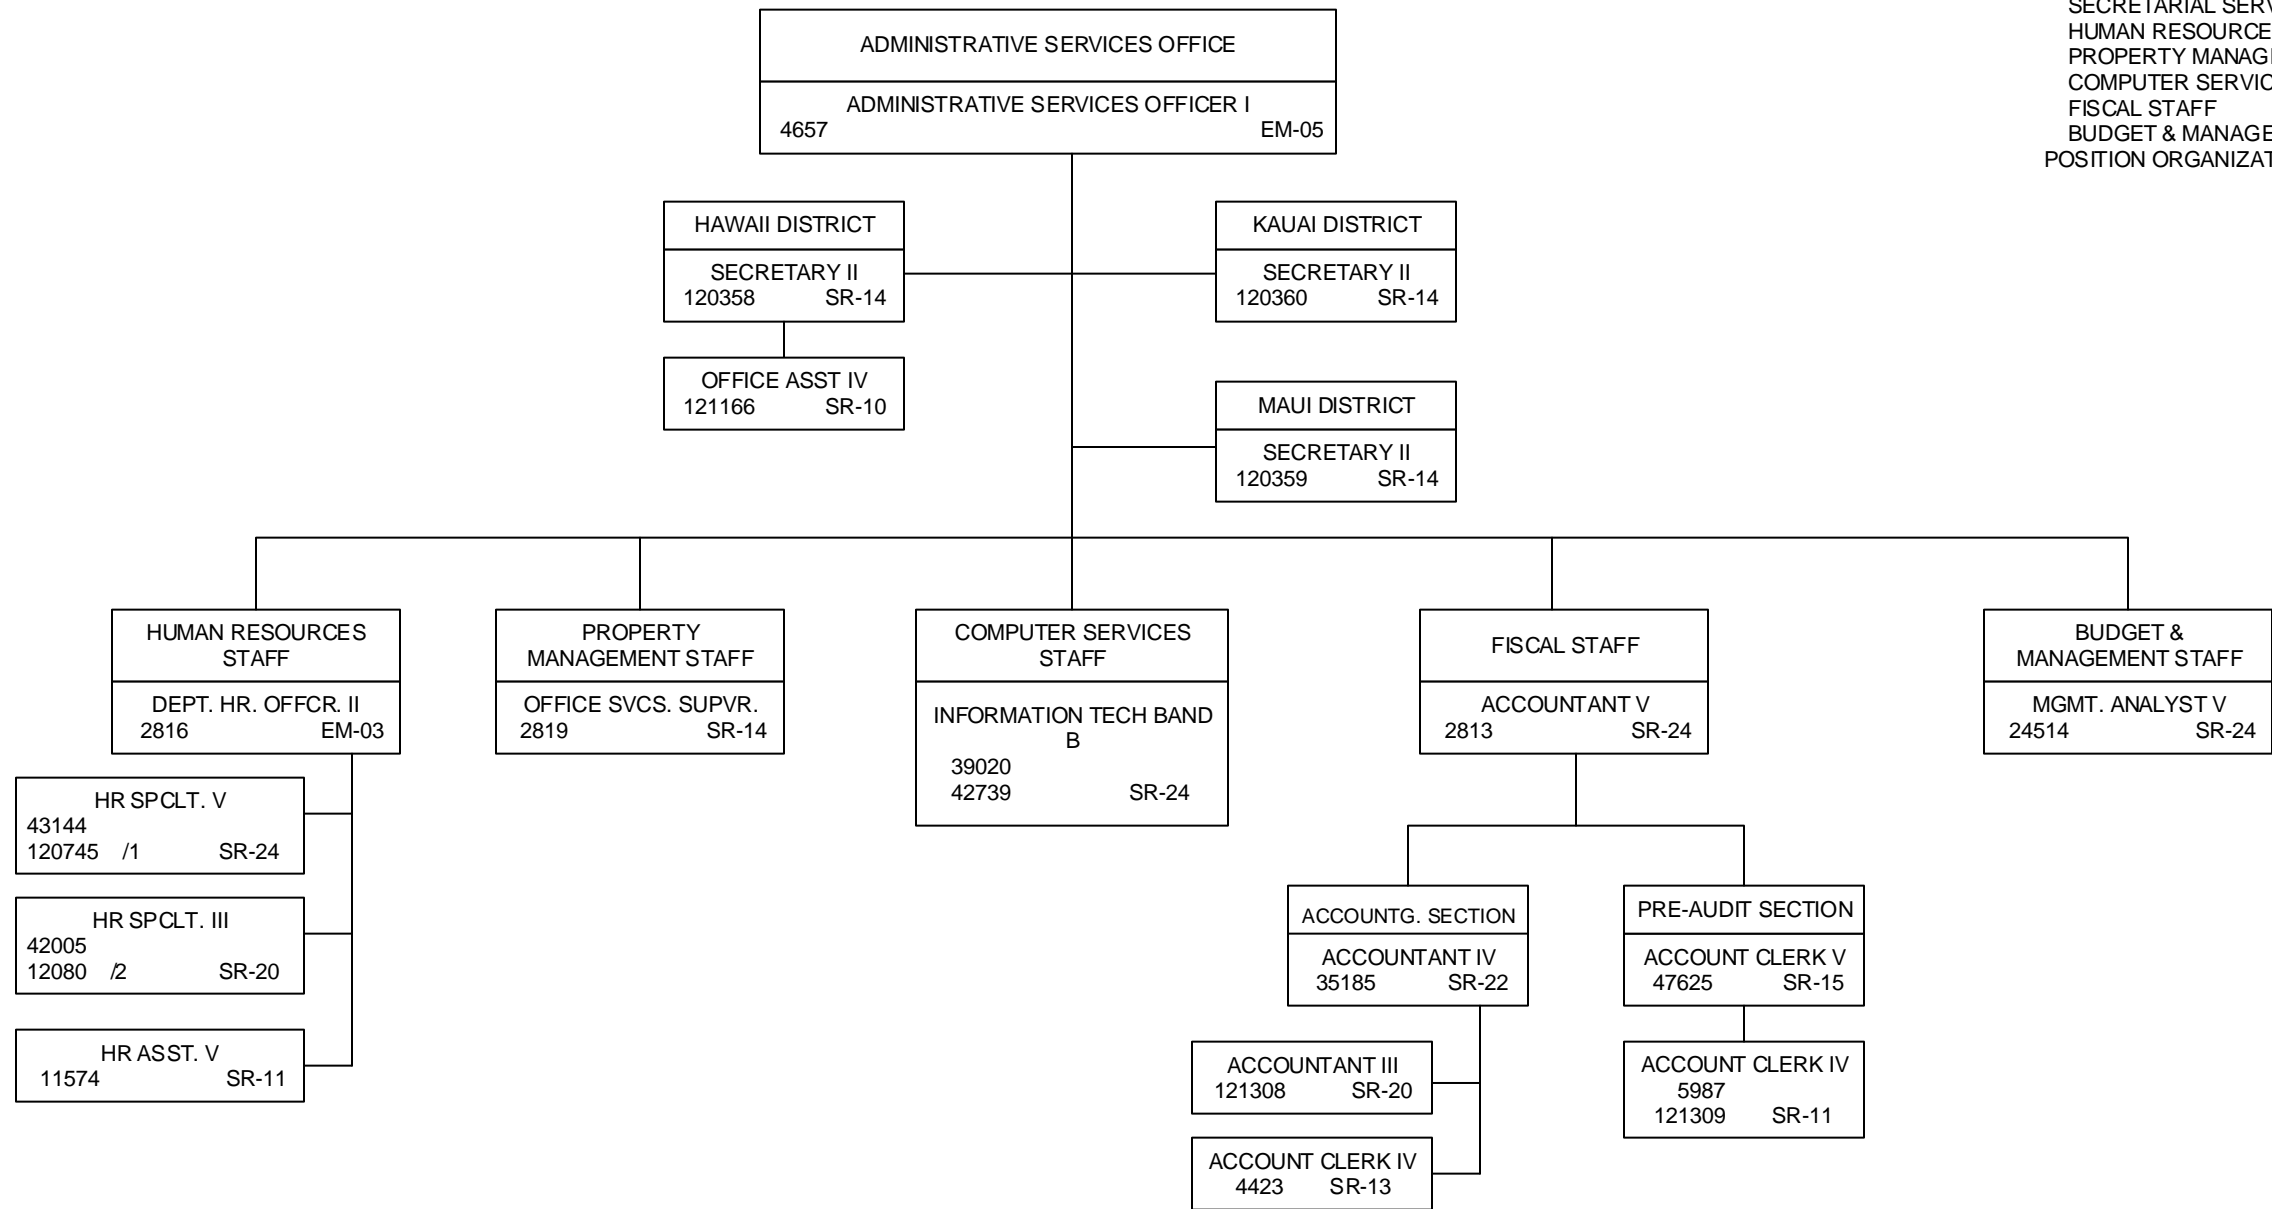 SECRETARIAL
HUMAN
PROPERTY
COMPUTER
FISCAL STAFF
BUDGET &
POSITION
ADMINISTRATIVE SERVICES OFFICE
ADMINISTRATIVE SERVICES OFFICER I
4657 EM-05
HAWAII DISTRICT
SECRETARY II
120358 SR-14
OFFICE ASST IV
121166 SR-10
KAUAI DISTRICT
SECRETARY II
120360 SR-14
MAUI DISTRICT
SECRETARY II
120359 SR-14
HUMAN RESOURCES
STAFF
DEPT. HR. OFFCR. II
2816 EM-03
HR SPCLT. V
43144
120745 /1 SR-24
HR SPCLT. III
42005
12080 /2 SR-20
HR ASST. V
11574 SR-11
PROPERTY
MANAGEMENT STAFF
OFFICE SVCS. SUPVR.
2819 SR-14
COMPUTER SERVICES
STAFF
INFORMATION TECH BAND
B
39020
42739 SR-24
FISCAL STAFF
ACCOUNTANT V
2813 SR-24
ACCOUNTG. SECTION
ACCOUNTANT IV
35185 SR-22
ACCOUNTANT III
121308 SR-20
ACCOUNT CLERK IV
4423 SR-13
PRE-AUDIT SECTION
ACCOUNT CLERK V
47625 SR-15
ACCOUNT CLERK IV
5987
121309 SR-11
BUDGET &
MANAGEMENT STAFF
MGMT. ANALYST V
24514 SR-24